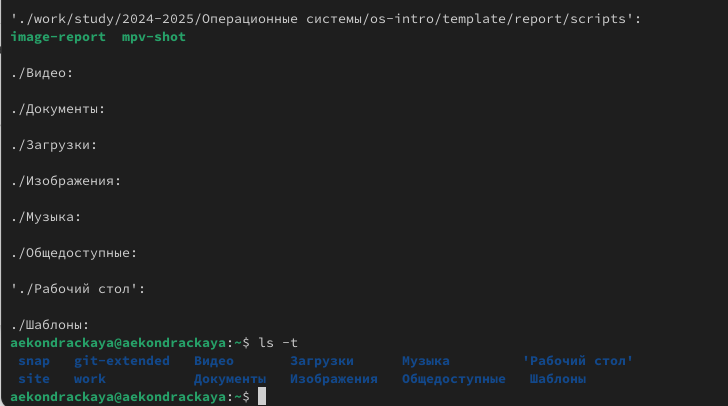 './work/study/2024-2025/Операционные системы/os-intro/template/report/scripts':
image-report  mpv-shot
./Видео:
./Документы:
./Загрузки:
./Изображения:
./Музыка:
./Общедоступные:
'./Рабочий стол':
./Шаблоны:
aekondrackaya@aekondrackaya:~$ ls -t
snap   git-extended   Видео       Загрузки      Музыка         'Рабочий стол'
site   work           Документы   Изображения   Общедоступные   Шаблоны
aekondrackaya@aekondrackaya:~$